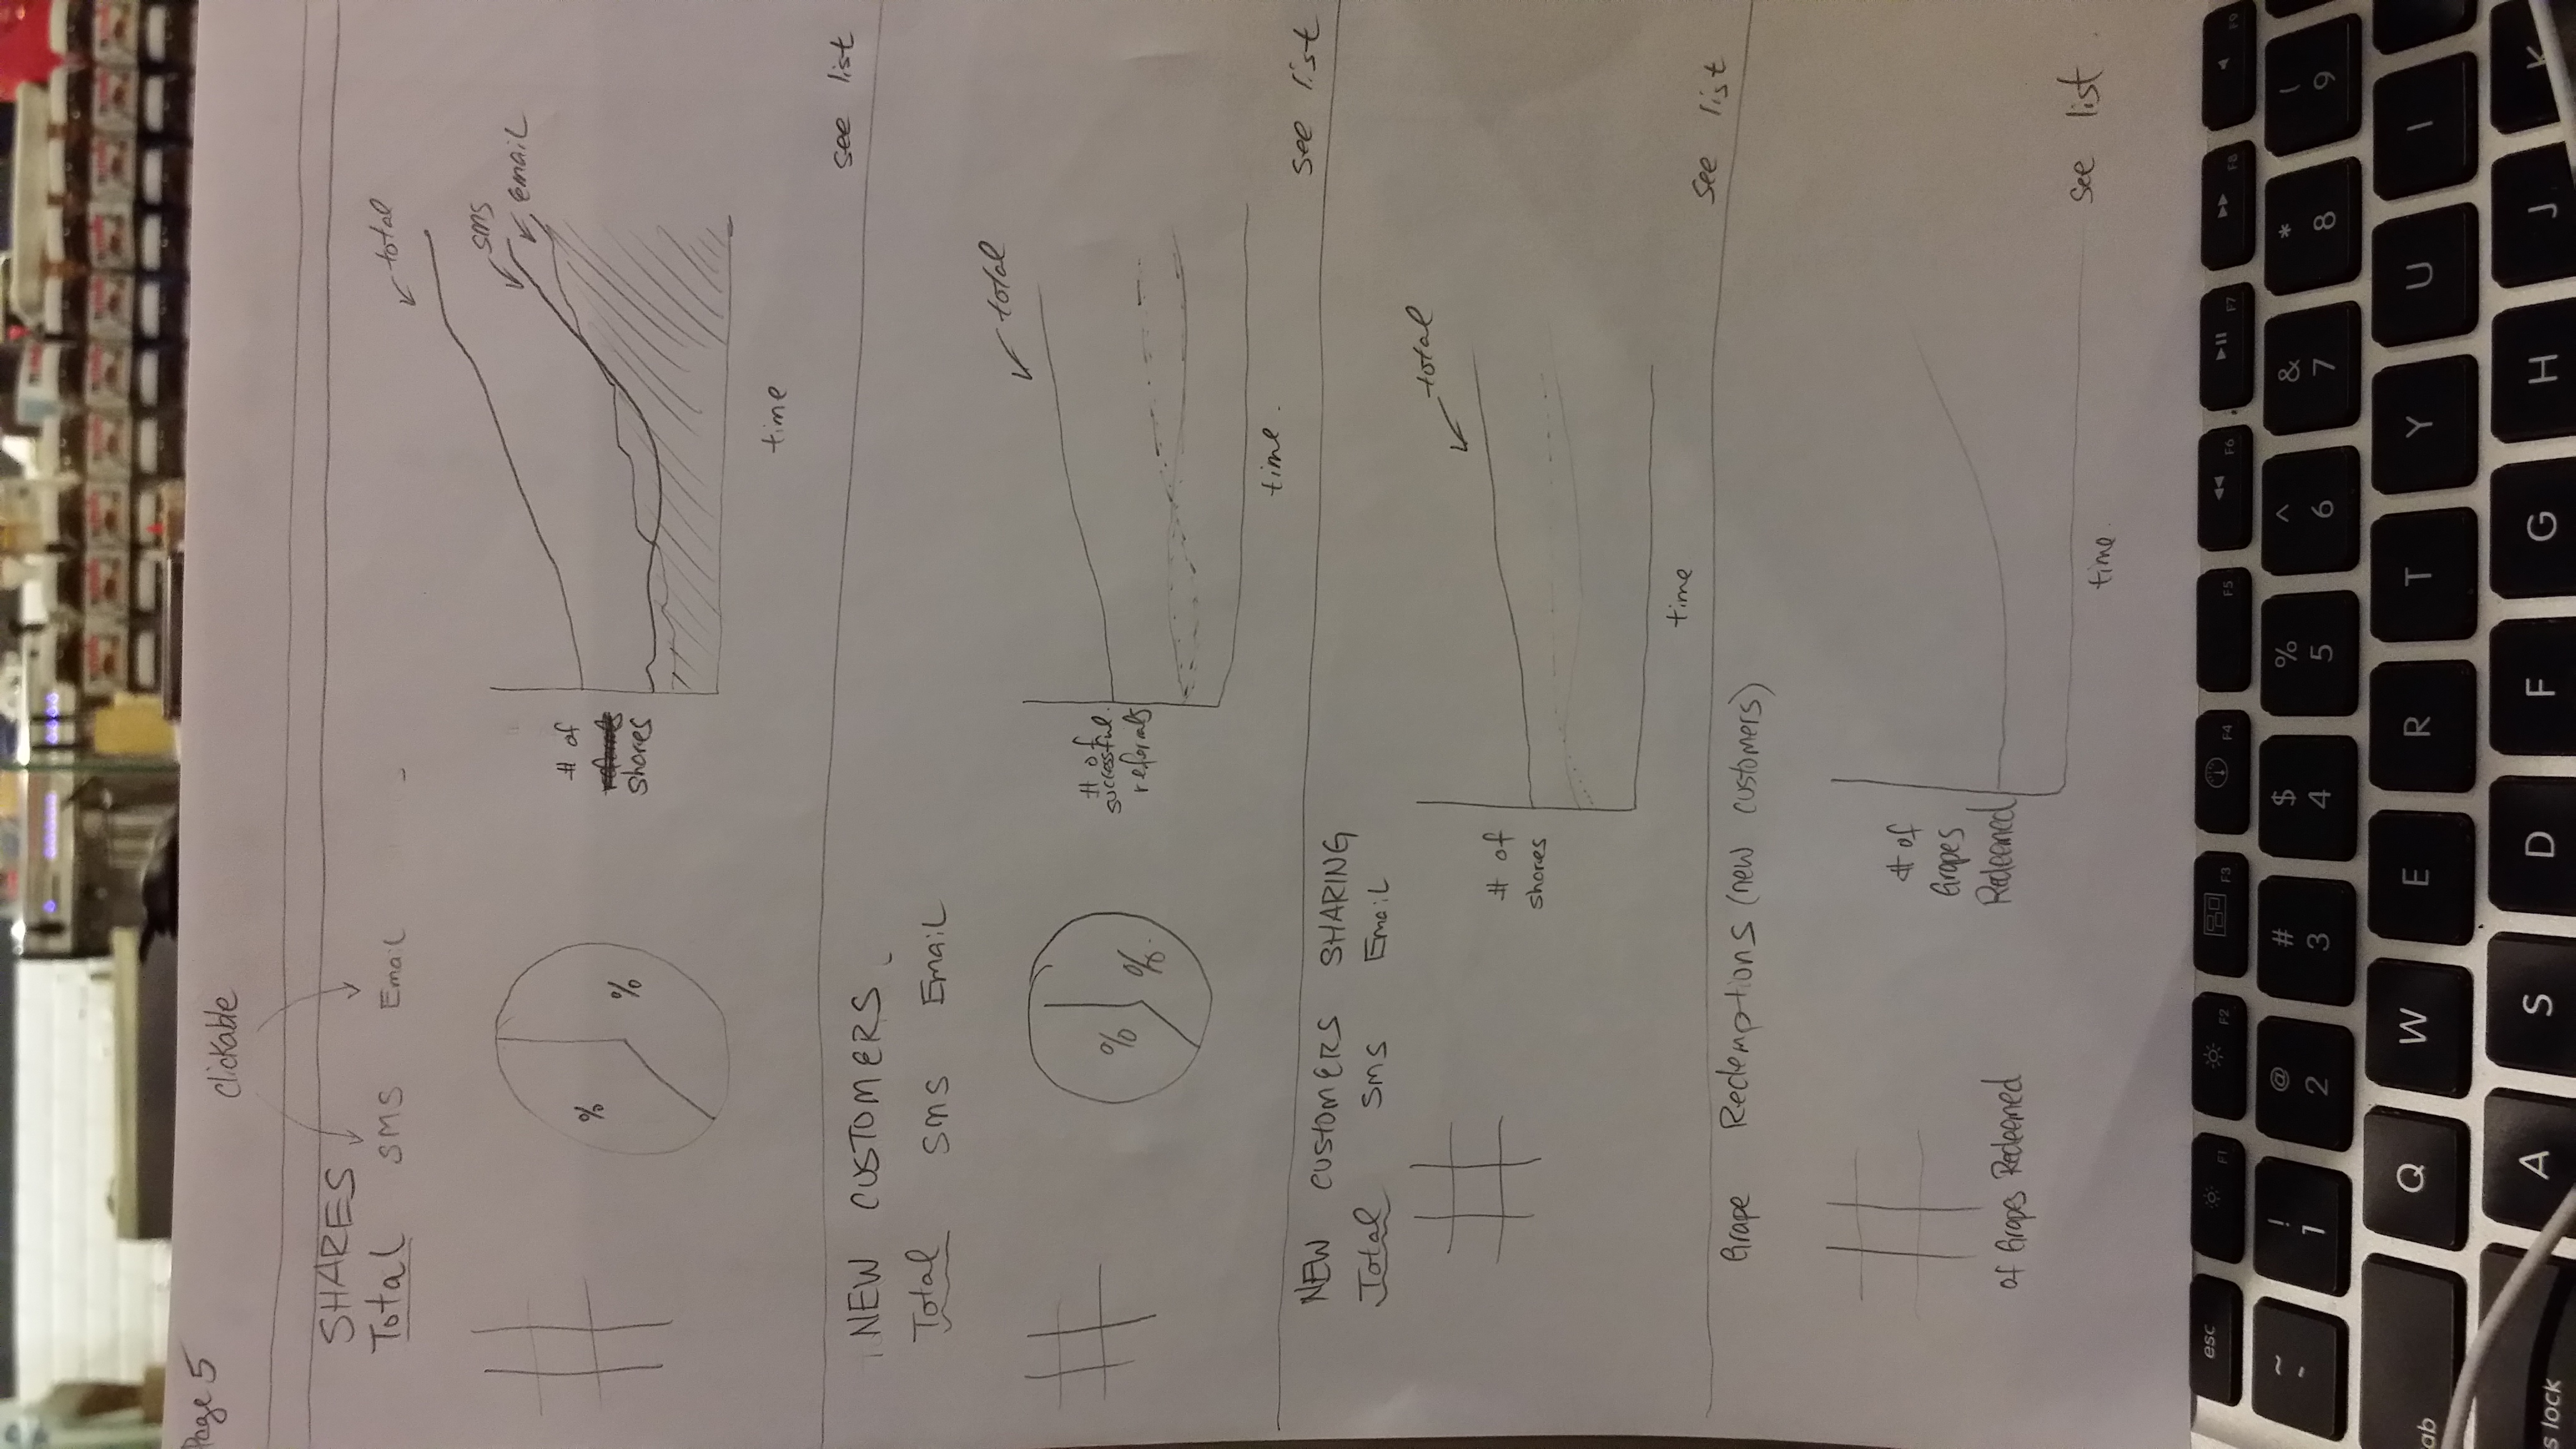 Page 5
clickable
SHARES
Total SMS Email
total
sms
email
# of
referrals
shares
#
%
%
time
see list
NEW CUSTOMERS
Total SMS Email
total
# of
successful
referrals
#
%
%
time.
see list
NEW CUSTOMERS SHARING
Total SMS Email
total
#
# of
shares
time
see list
Grape Redemptions (new customers)
#
of Grapes Redeemed
# of
Grapes
Redeemed
time.
see list
esc F1 F2 F3 F4 F5 F6 F7 F8 F9
~ ! @ # $ % ^ & * (
1 2 3 4 5 6 7 8 9
Q W E R T Y U I
A S D F G H J K
s lock